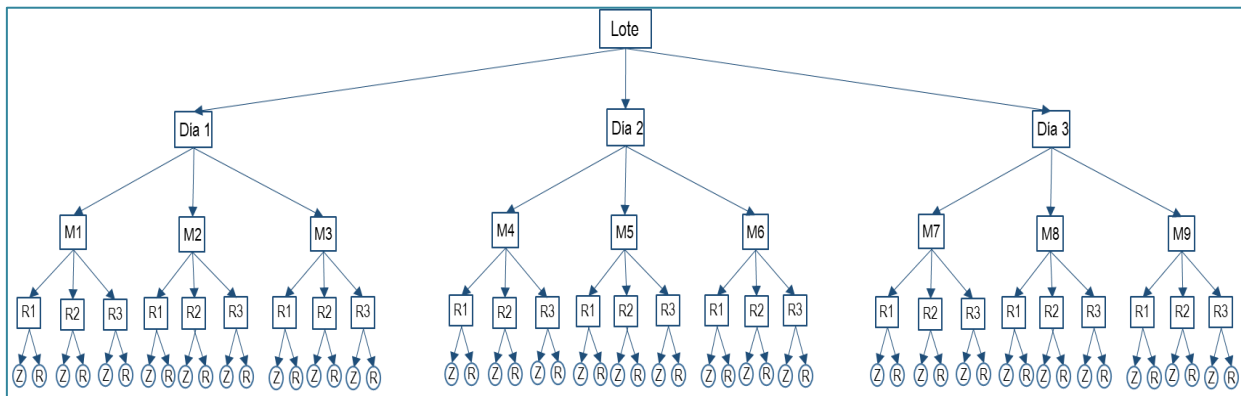 Lote
Dia 1 Dia 2 Dia 3
M1 M2 M3 M4 M5 M6 M7 M8 M9
R1 R2 R3 R1 R2 R3 R1 R2 R3 R1 R2 R3 R1 R2 R3 R1 R2 R3 R1 R2 R3 R1 R2 R3 R1 R2 R3
Z R Z R Z R Z R Z R Z R Z R Z R Z R Z R Z R Z R Z R Z R Z R Z R Z R Z R Z R Z R Z R Z R Z R Z R Z R Z R Z R